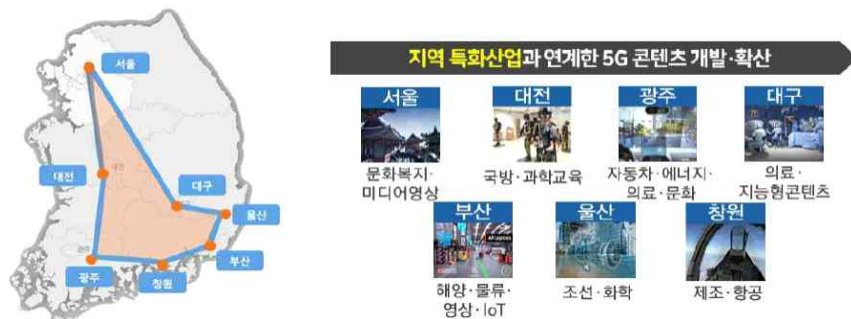 서울
대전
대구
울산
부산
광주
창원
지역 특화산업과 연계한 5G 콘텐츠 개발·확산
서울
대전
광주
대구
문화복지·
미디어영상
국방·과학교육
자동차·에너지·
의료·문화
의료·
지능형콘텐츠
부산
울산
창원
해양·물류·
영상·IoT
조선·화학
제조·항공